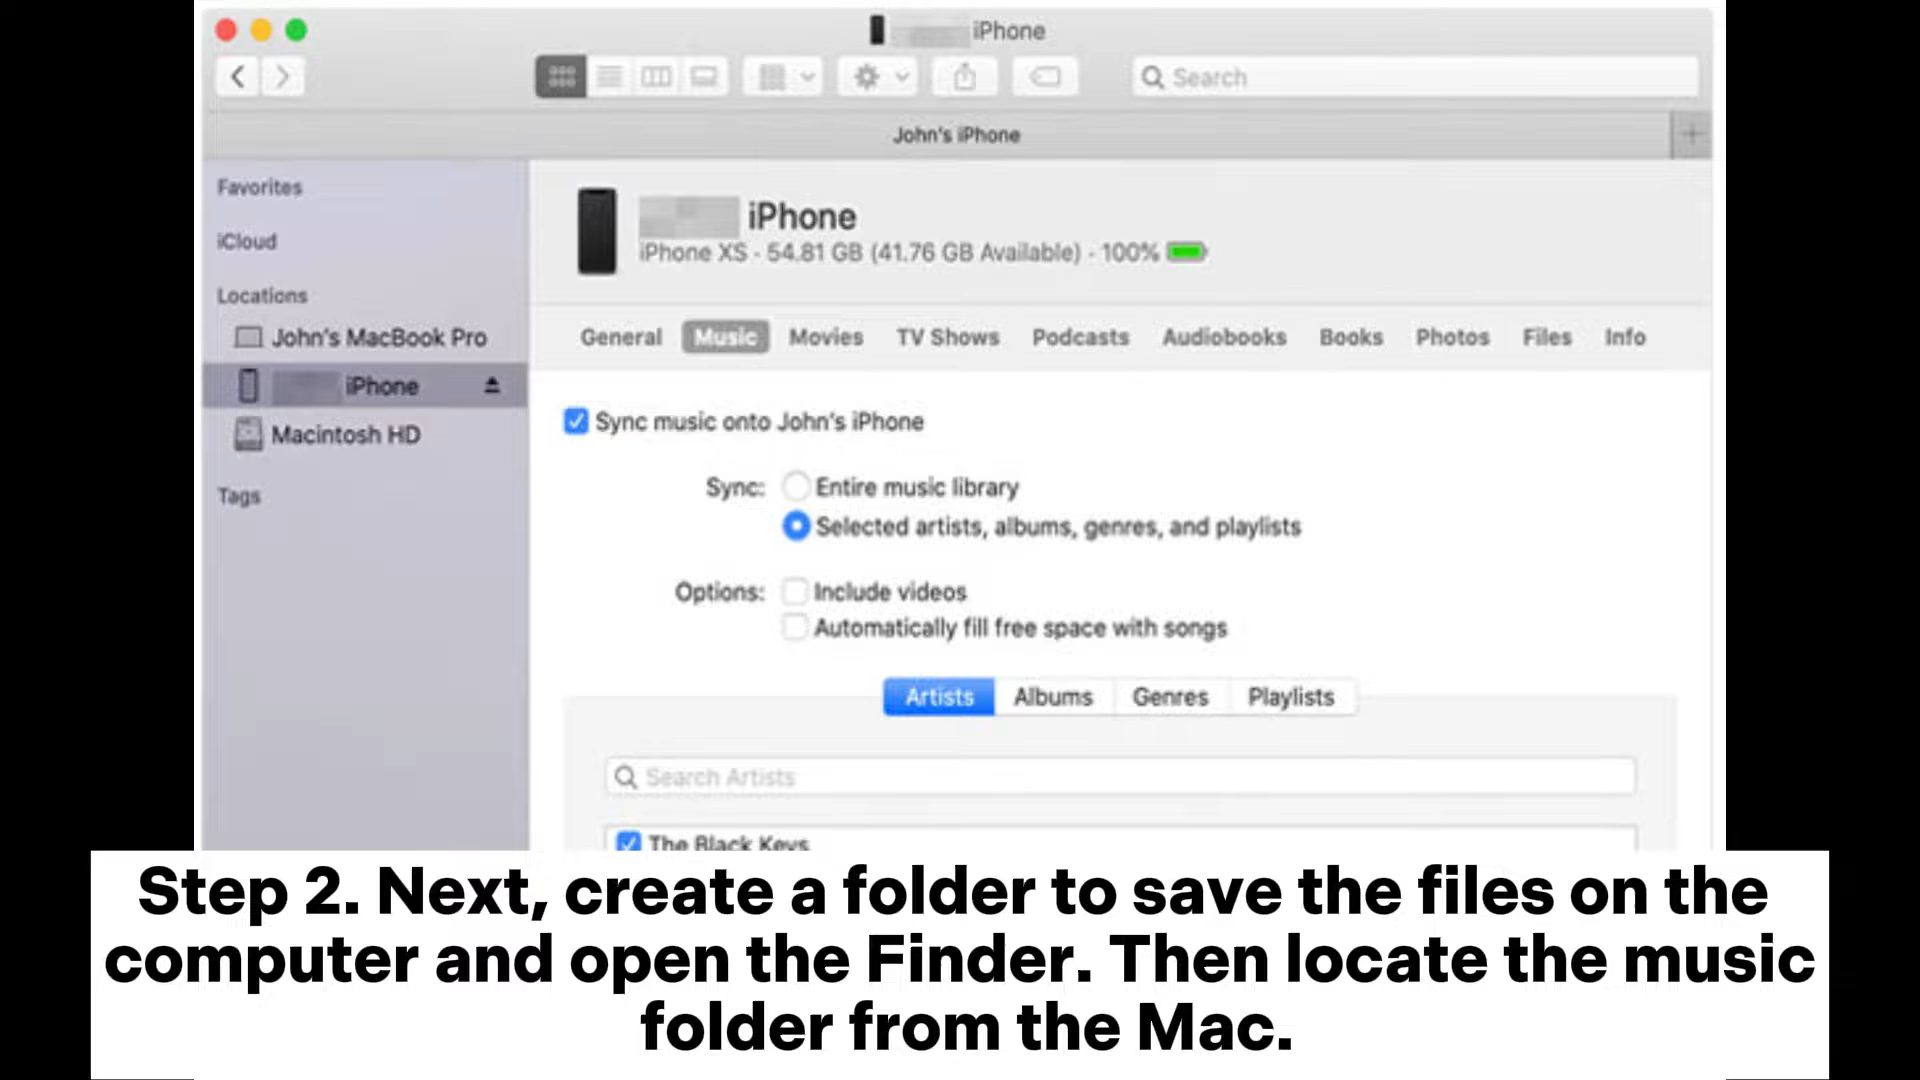 iPhone
Search
John's iPhone
Favorites
iCloud
Locations
John's MacBook Pro
iPhone
Macintosh HD
Tags
iPhone
iPhone XS - 54.81 GB (41.76 GB Available) - 100%
General Music Movies TV Shows Podcasts Audiobooks Books Photos Files Info
Sync music onto John's iPhone
Sync: Entire music library
Selected artists, albums, genres, and playlists
Options: Include videos
Automatically fill free space with songs
Artists Albums Genres Playlists
Search Artists
The Black Keys
Step 2. Next, create a folder to save the files on the
computer and open the Finder. Then locate the music
folder from the Mac.